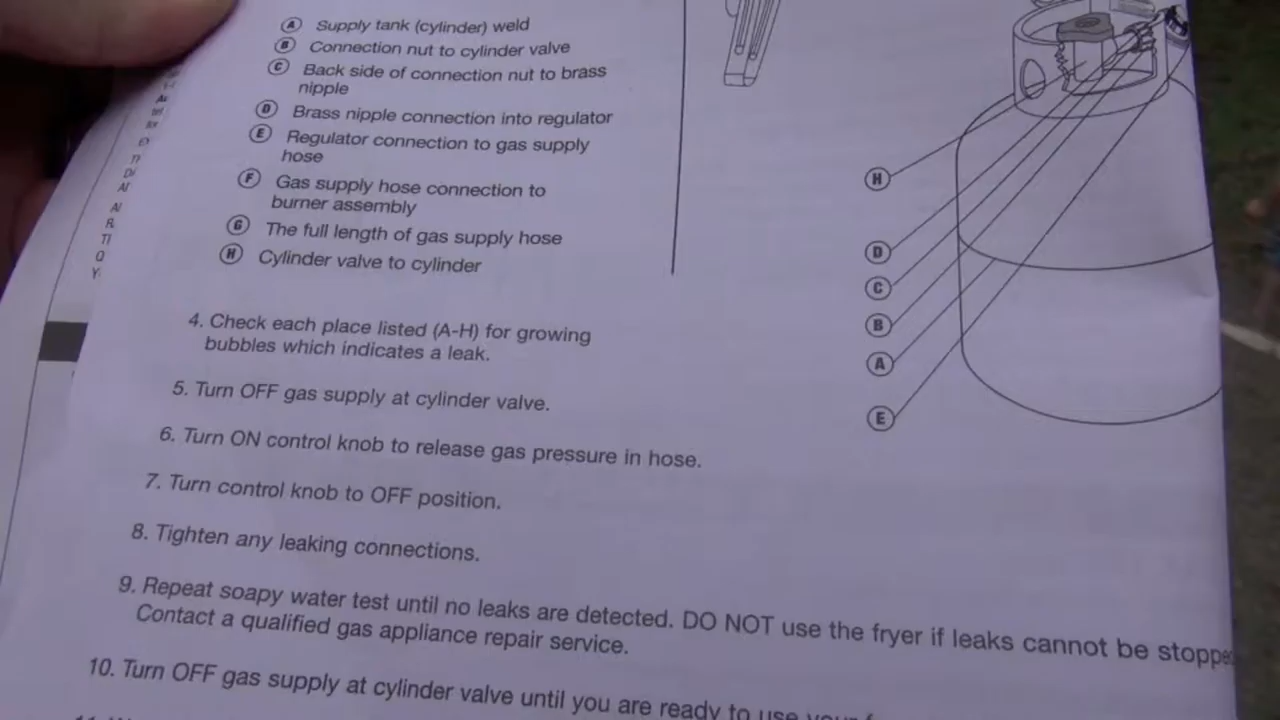 A Supply tank (cylinder) weld
B Connection nut to cylinder valve
C Back side of connection nut to brass
nipple
D Brass nipple connection into regulator
E Regulator connection to gas supply
hose
F Gas supply hose connection to
burner assembly
G The full length of gas supply hose
H Cylinder valve to cylinder
H
D
C
B
A
E
4. Check each place listed (A-H) for growing
bubbles which indicates a leak.
5. Turn OFF gas supply at cylinder valve.
6. Turn ON control knob to release gas pressure in hose.
7. Turn control knob to OFF position.
8. Tighten any leaking connections.
9. Repeat soapy water test until no leaks are detected. DO NOT use the fryer if leaks cannot be stoppe
Contact a qualified gas appliance repair service.
10. Turn OFF gas supply at cylinder valve until you are ready to use your